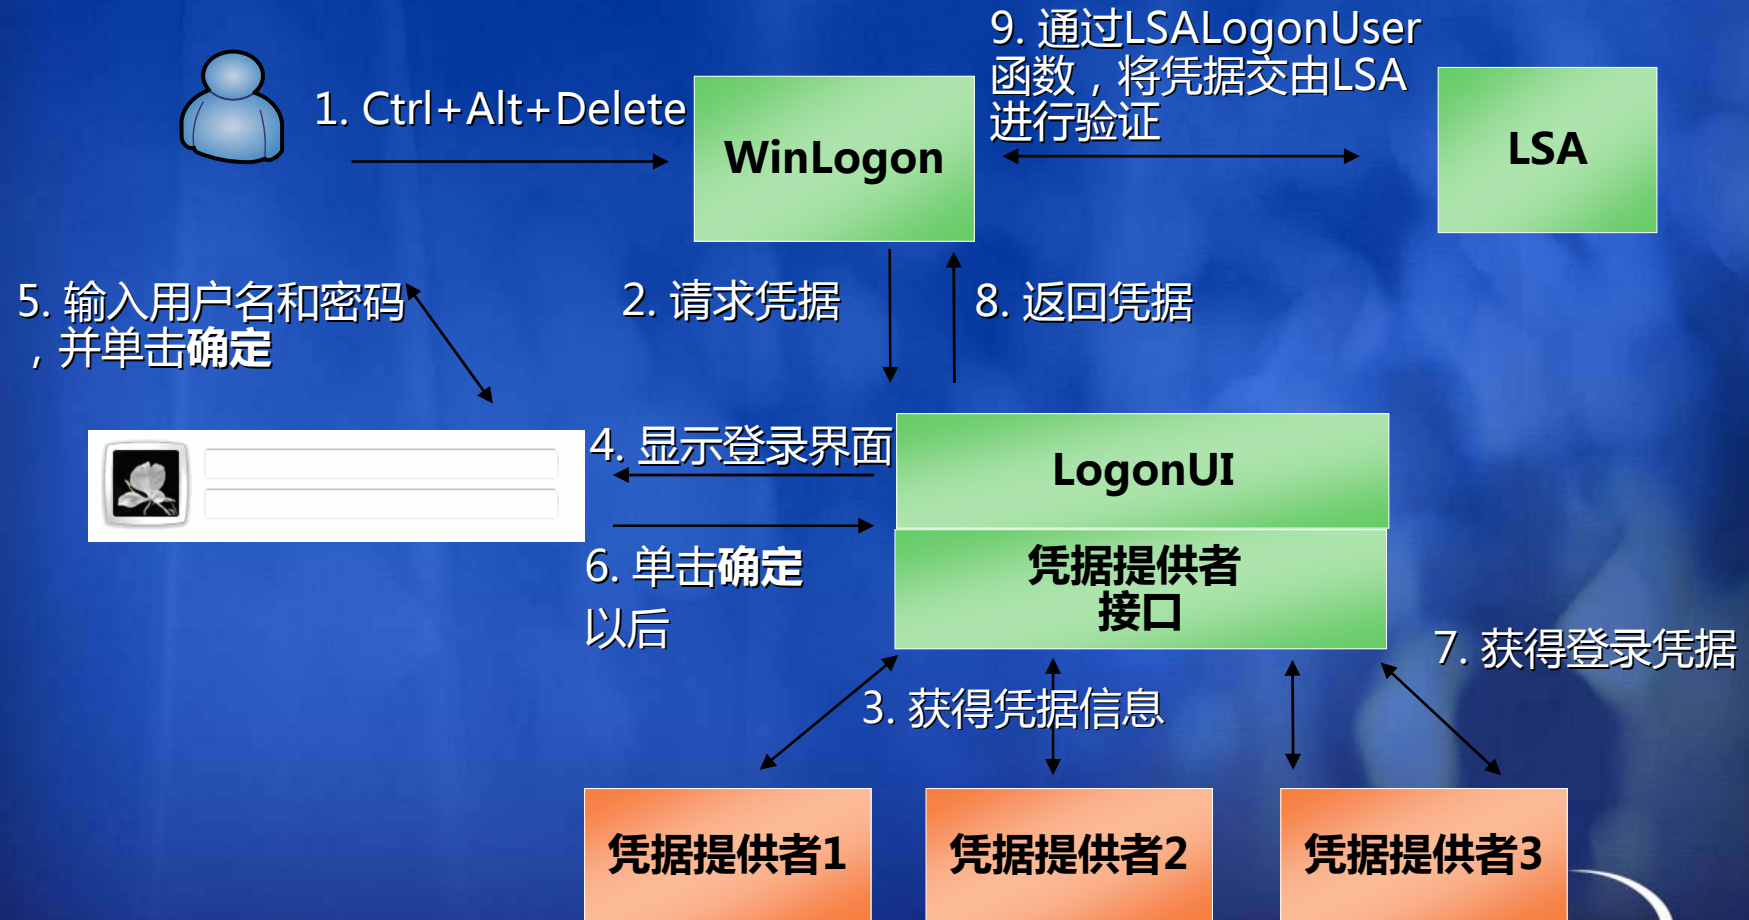 9. 通过LSALogonUser
函数，将凭据交由LSA
进行验证
1. Ctrl+Alt+Delete
WinLogon
LSA
5. 输入用户名和密码
，并单击确定
2. 请求凭据
8. 返回凭据
4. 显示登录界面
LogonUI
6. 单击确定
以后
凭据提供者
接口
7. 获得登录凭据
3. 获得凭据信息
凭据提供者1
凭据提供者2
凭据提供者3